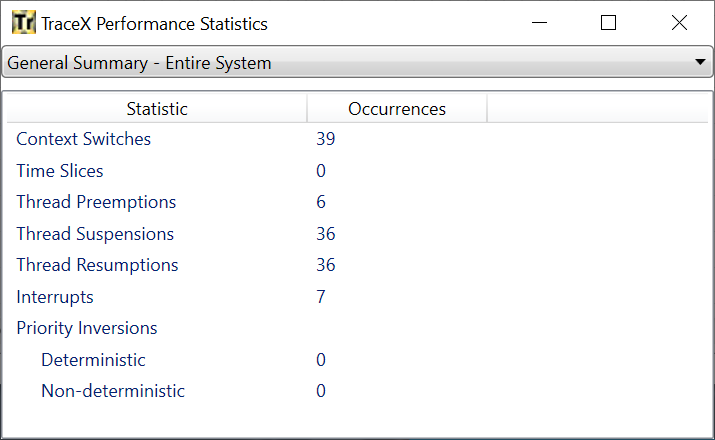 Tr TraceX Performance Statistics
General Summary - Entire System
Statistic Occurrences
Context Switches 39
Time Slices 0
Thread Preemptions 6
Thread Suspensions 36
Thread Resumptions 36
Interrupts 7
Priority Inversions
Deterministic 0
Non-deterministic 0